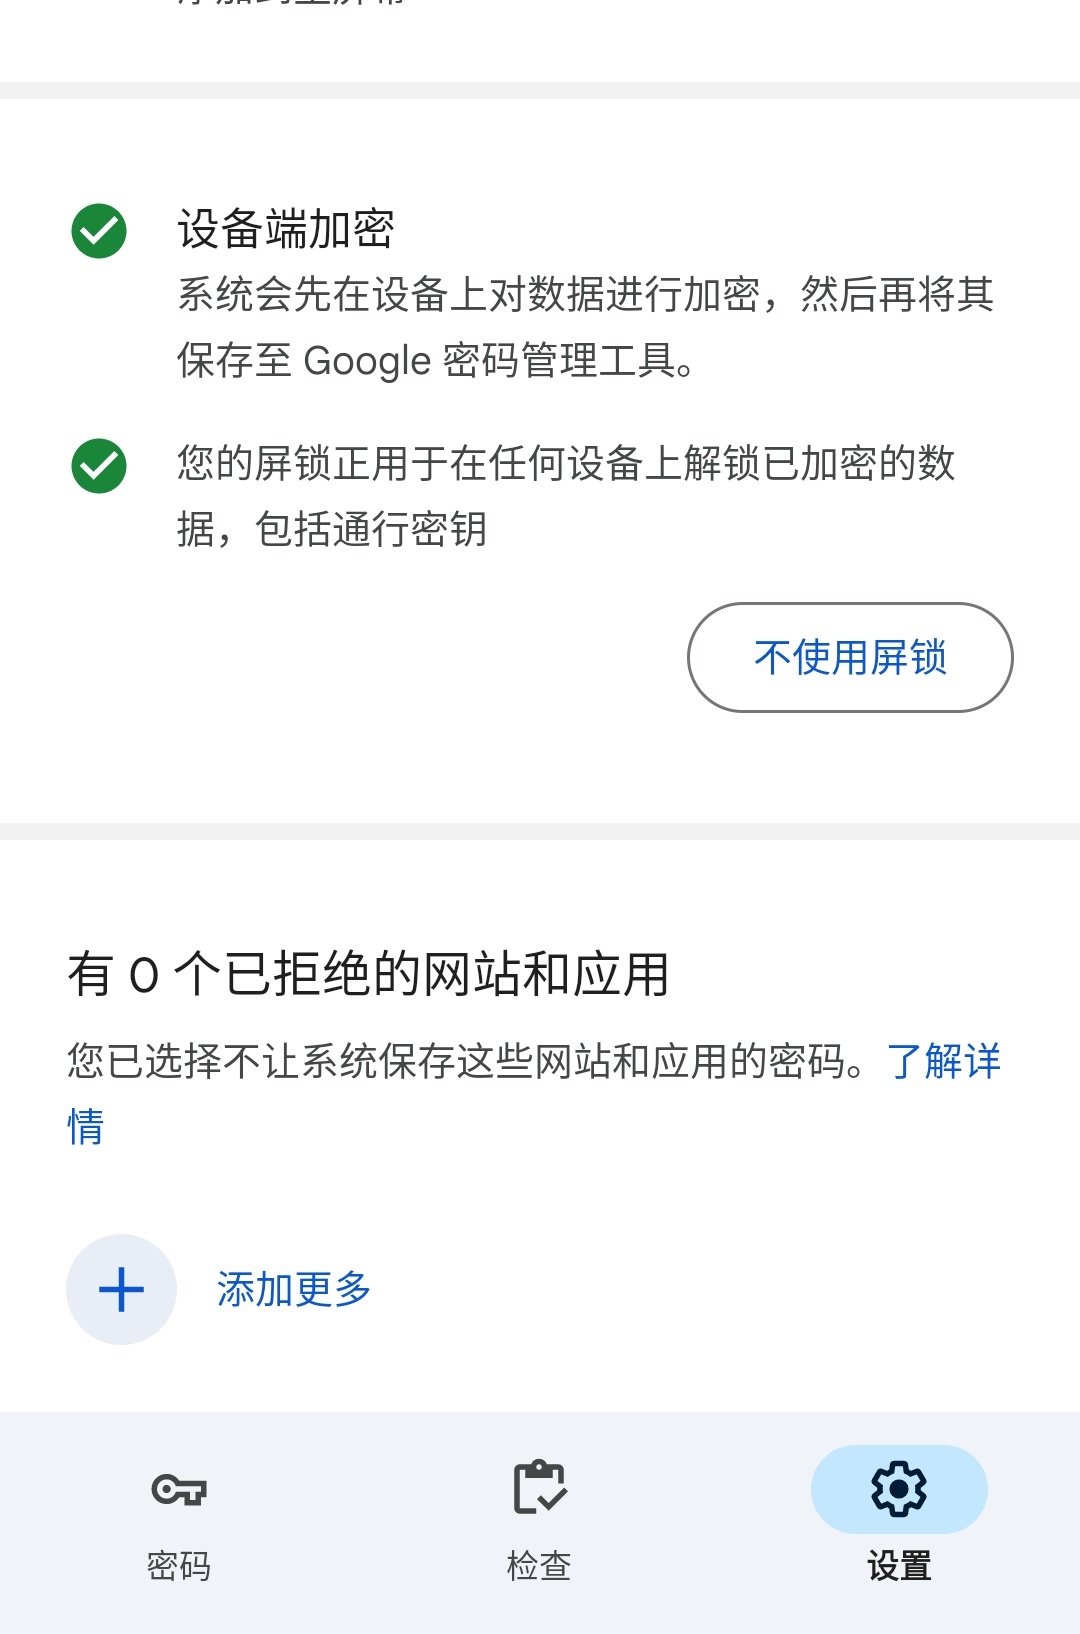 设备端加密
系统会先在设备上对数据进行加密，然后再将其
保存至 Google 密码管理工具。
您的屏锁正用于在任何设备上解锁已加密的数
据，包括通行密钥
不使用屏锁
有 0 个已拒绝的网站和应用
您已选择不让系统保存这些网站和应用的密码。了解详
情
添加更多
密码
检查
设置